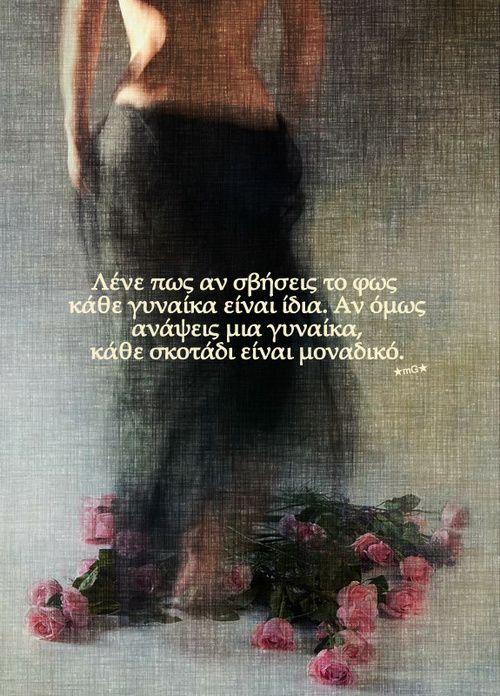 Λένε πως αν σβήσεις το φως
κάθε γυναίκα είναι ίδια. Αν όμως
ανάψεις μια γυναίκα,
κάθε σκοτάδι είναι μοναδικό.
★mG★